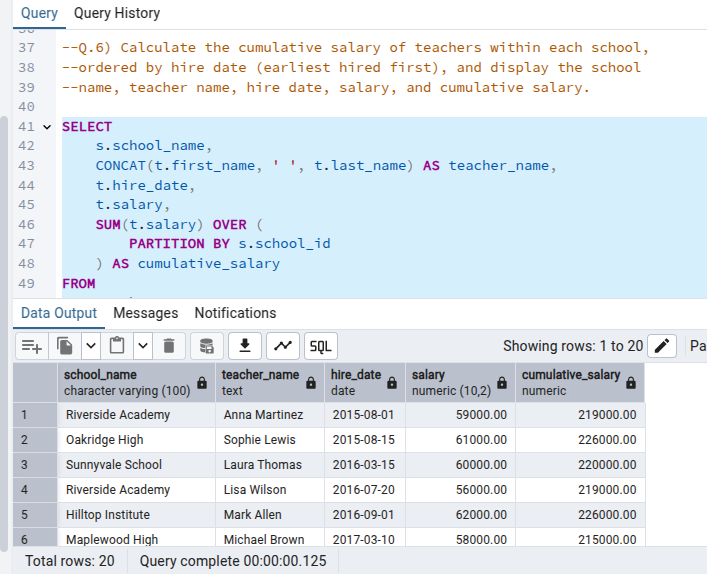 Query Query History
37 --Q.6) Calculate the cumulative salary of teachers within each school,
38 --ordered by hire date (earliest hired first), and display the school
39 --name, teacher name, hire date, salary, and cumulative salary.
40
41 SELECT
42 s.school_name,
43 CONCAT(t.first_name, ' ', t.last_name) AS teacher_name,
44 t.hire_date,
45 t.salary,
46 SUM(t.salary) OVER (
47 PARTITION BY s.school_id
48 ) AS cumulative_salary
49 FROM
Data Output Messages Notifications
SQL Showing rows: 1 to 20 Pa
school_name teacher_name hire_date salary cumulative_salary
character varying (100) text date numeric (10,2) numeric
1 Riverside Academy Anna Martinez 2015-08-01 59000.00 219000.00
2 Oakridge High Sophie Lewis 2015-08-15 61000.00 226000.00
3 Sunnyvale School Laura Thomas 2016-03-15 60000.00 220000.00
4 Riverside Academy Lisa Wilson 2016-07-20 56000.00 219000.00
5 Hilltop Institute Mark Allen 2016-09-01 62000.00 226000.00
6 Maplewood High Michael Brown 2017-03-10 58000.00 215000.00
Total rows: 20 Query complete 00:00:00.125